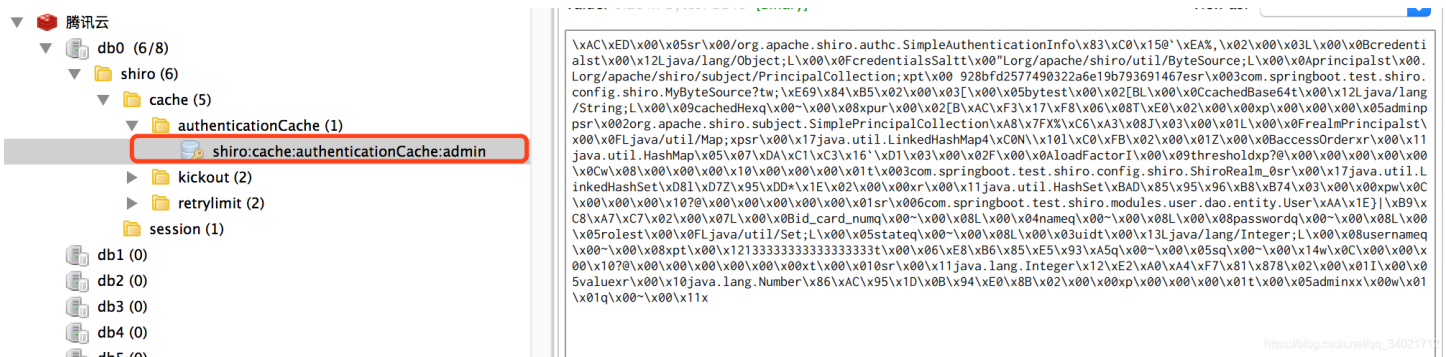 腾讯云
db0 (6/8)
shiro (6)
cache (5)
authenticationCache (1)
shiro:cache:authenticationCache:admin
kickout (2)
retrylimit (2)
session (1)
db1 (0)
db2 (0)
db3 (0)
db4 (0)
\xAC\xED\x00\x05sr\x00/org.apache.shiro.authc.SimpleAuthenticationInfo\x83\xC0\x15@`\xEA%,\x02\x00\x03L\x00\x0Bcredenti
alst\x00\x12Ljava/lang/Object;L\x00\x0FcredentialsSaltt\x00"Lorg/apache/shiro/util/ByteSource;L\x00\x0Aprincipalst\x00.
Lorg/apache/shiro/subject/PrincipalCollection;xpt\x00 928bfd2577490322a6e19b793691467esr\x003com.springboot.test.shiro.
config.shiro.MyByteSource?tw;\xE69\x84\xB5\x02\x00\x03[\x00\x05bytest\x00\x02[BL\x00\x0CcachedBase64t\x00\x12Ljava/lang
/String;L\x00\x09cachedHexq\x00~\x00\x08xpur\x00\x02[B\xAC\xF3\x17\xF8\x06\x08T\xE0\x02\x00\x00xp\x00\x00\x00\x05adminp
psr\x002org.apache.shiro.subject.SimplePrincipalCollection\xA8\x7FX%\xC6\xA3\x08J\x03\x00\x01L\x00\x0FrealmPrincipalst\
x00\x0FLjava/util/Map;xpsr\x00\x17java.util.LinkedHashMap4\xC0N\\x10l\xC0\xFB\x02\x00\x01Z\x00\x0BaccessOrderxr\x00\x11
java.util.HashMap\x05\x07\xDA\xC1\xC3\x16`\xD1\x03\x00\x02F\x00\x0AloadFactorI\x00\x09thresholdxp?@\x00\x00\x00\x00\x00
\x0Cw\x08\x00\x00\x00\x10\x00\x00\x00\x01t\x003com.springboot.test.shiro.config.shiro.ShiroRealm_0sr\x00\x17java.util.L
inkedHashSet\xD8l\xD7Z\x95\xDD*\x1E\x02\x00\x00xr\x00\x11java.util.HashSet\xBAD\x85\x95\x96\xB8\xB74\x03\x00\x00xpw\x0C
\x00\x00\x00\x10?@\x00\x00\x00\x00\x00\x01sr\x006com.springboot.test.shiro.modules.user.dao.entity.User\xAA\x1E}|\xB9\x
C8\xA7\xC7\x02\x00\x07L\x00\x0Bid_card_numq\x00~\x00\x08L\x00\x04nameq\x00~\x00\x08L\x00\x08passwordq\x00~\x00\x08L\x00
\x05rolest\x00\x0FLjava/util/Set;L\x00\x05stateq\x00~\x00\x08L\x00\x03uidt\x00\x13Ljava/lang/Integer;L\x00\x08usernameq
\x00~\x00\x08xpt\x00\x1213333333333333333t\x00\x06\xE8\xB6\x85\xE5\x93\xA5q\x00~\x00\x05sq\x00~\x00\x14w\x0C\x00\x00\x
00\x10?@\x00\x00\x00\x00\x00\x00xt\x00\x010sr\x00\x11java.lang.Integer\x12\xE2\xA0\xA4\xF7\x81\x878\x02\x00\x01I\x00\x0
5valuexr\x00\x10java.lang.Number\x86\xAC\x95\x1D\x0B\x94\xE0\x8B\x02\x00\x00xp\x00\x00\x00\x01t\x00\x05adminxx\x00w\x01
\x01q\x00~\x00\x11x
https://blog.csdn.net/qq_34021712